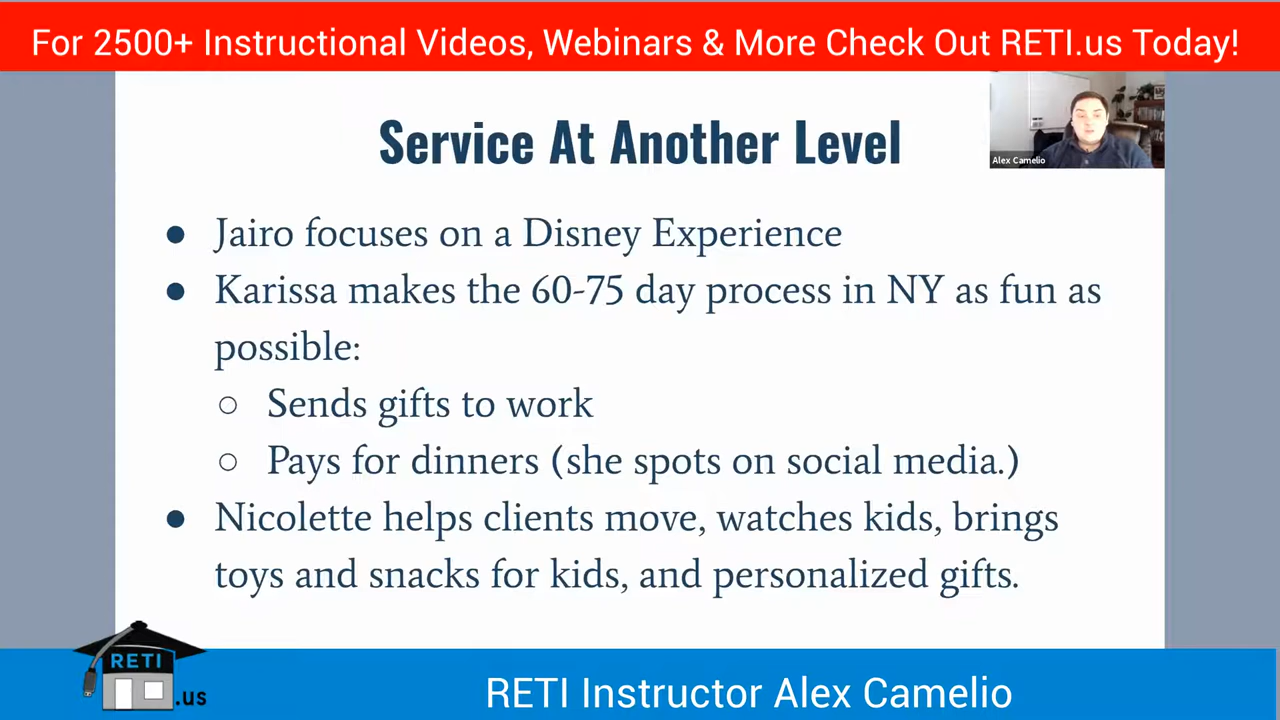 For 2500+ Instructional Videos, Webinars & More Check Out RETI.us Today!
Service At Another Level
Alex Camelio
● Jairo focuses on a Disney Experience
● Karissa makes the 60-75 day process in NY as fun as
possible:
○ Sends gifts to work
○ Pays for dinners (she spots on social media.)
● Nicolette helps clients move, watches kids, brings
toys and snacks for kids, and personalized gifts.
RETI
.us
RETI Instructor Alex Camelio